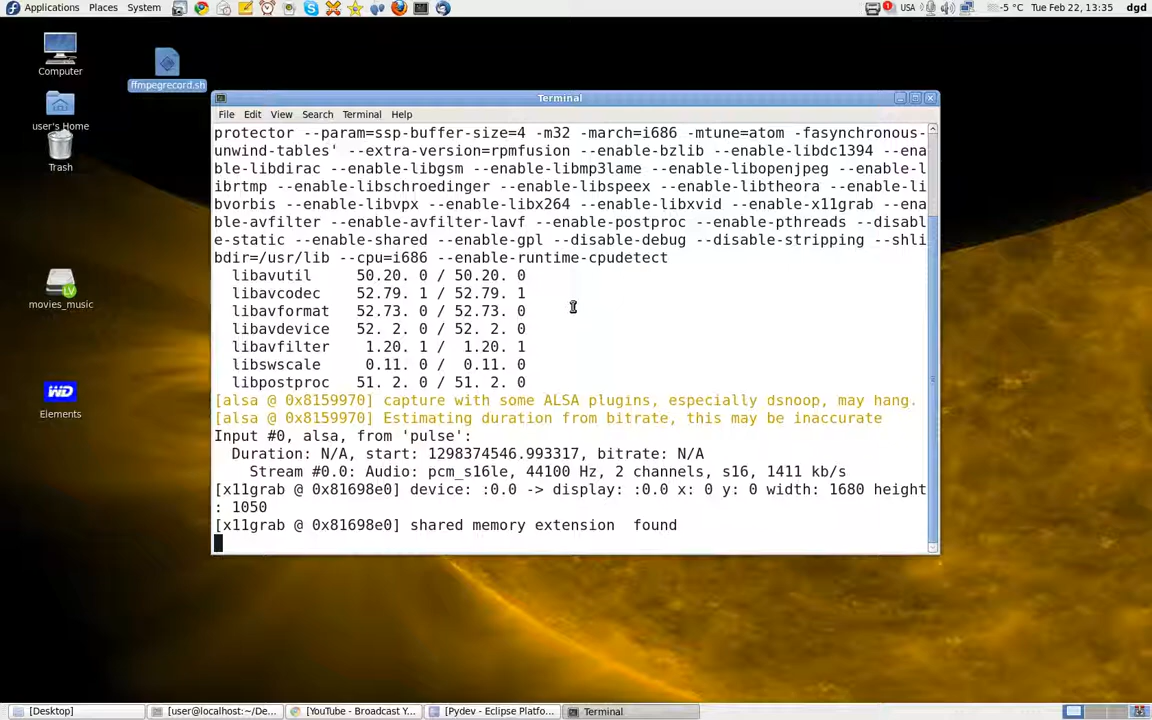 Applications Places System
USA
-5 °C Tue Feb 22, 13:35 dgd
Computer
ffmpegrecord.sh
user's Home
Trash
LV
movies_music
WD
Elements
Terminal
File Edit View Search Terminal Help
protector --param=ssp-buffer-size=4 -m32 -march=i686 -mtune=atom -fasynchronous-
unwind-tables' --extra-version=rpmfusion --enable-bzlib --enable-libdc1394 --ena
ble-libdirac --enable-libgsm --enable-libmp3lame --enable-libopenjpeg --enable-l
ibrtmp --enable-libschroedinger --enable-libspeex --enable-libtheora --enable-li
bvorbis --enable-libvpx --enable-libx264 --enable-libxvid --enable-x11grab --ena
ble-avfilter --enable-avfilter-lavf --enable-postproc --enable-pthreads --disabl
e-static --enable-shared --enable-gpl --disable-debug --disable-stripping --shli
bdir=/usr/lib --cpu=i686 --enable-runtime-cpudetect
libavutil 50.20. 0 / 50.20. 0
libavcodec 52.79. 1 / 52.79. 1
libavformat 52.73. 0 / 52.73. 0
libavdevice 52. 2. 0 / 52. 2. 0
libavfilter 1.20. 1 / 1.20. 1
libswscale 0.11. 0 / 0.11. 0
libpostproc 51. 2. 0 / 51. 2. 0
[alsa @ 0x8159970] capture with some ALSA plugins, especially dsnoop, may hang.
[alsa @ 0x8159970] Estimating duration from bitrate, this may be inaccurate
Input #0, alsa, from 'pulse':
Duration: N/A, start: 1298374546.993317, bitrate: N/A
Stream #0.0: Audio: pcm_s16le, 44100 Hz, 2 channels, s16, 1411 kb/s
[x11grab @ 0x81698e0] device: :0.0 -> display: :0.0 x: 0 y: 0 width: 1680 height
: 1050
[x11grab @ 0x81698e0] shared memory extension  found
[Desktop] [user@localhost:~/De... [YouTube - Broadcast Y... [Pydev - Eclipse Platfo... Terminal